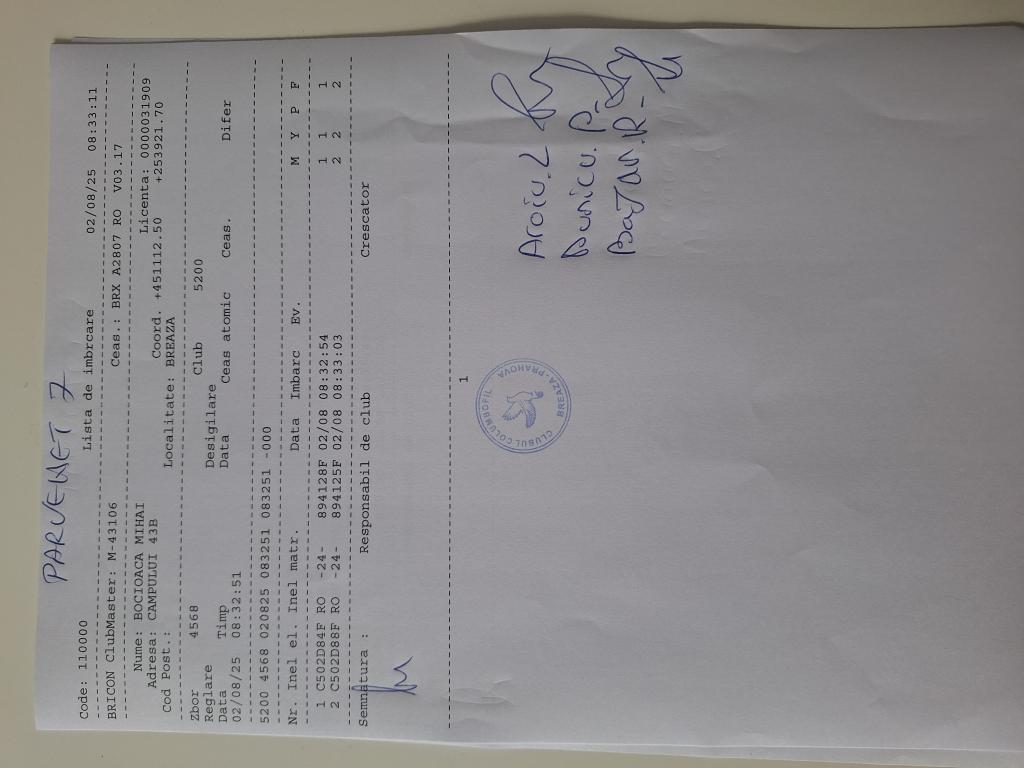 PARVENET 7
Code: 110000 Lista de imbrcare 02/08/25 08:33:11
BRICON ClubMaster: M-43106 Ceas.: BRX A2807 RO V03.17
Nume: BOCIOACA MIHAI Licenta: 0000031909
Adresa: CAMPULUI 43B Coord. +451112.50 +253921.70
Cod Post.: Localitate: BREAZA
Zbor 4568 Club 5200
Reglare Desigilare
Data Timp Data Ceas atomic Ceas. Difer
02/08/25 08:32:51
5200 4568 020825 083251 083251 -000
Nr. Inel el. Inel matr. Data Imbarc Ev. M Y P F
1 C502D84F RO -24- 894128F 02/08 08:32:54 1 1 1
2 C502D88F RO -24- 894125F 02/08 08:33:03 2 2 2
Semnatura : Responsabil de club Crescator
1
CLUBUL COLUMBOFIL
BREAZA-PRAHOVA